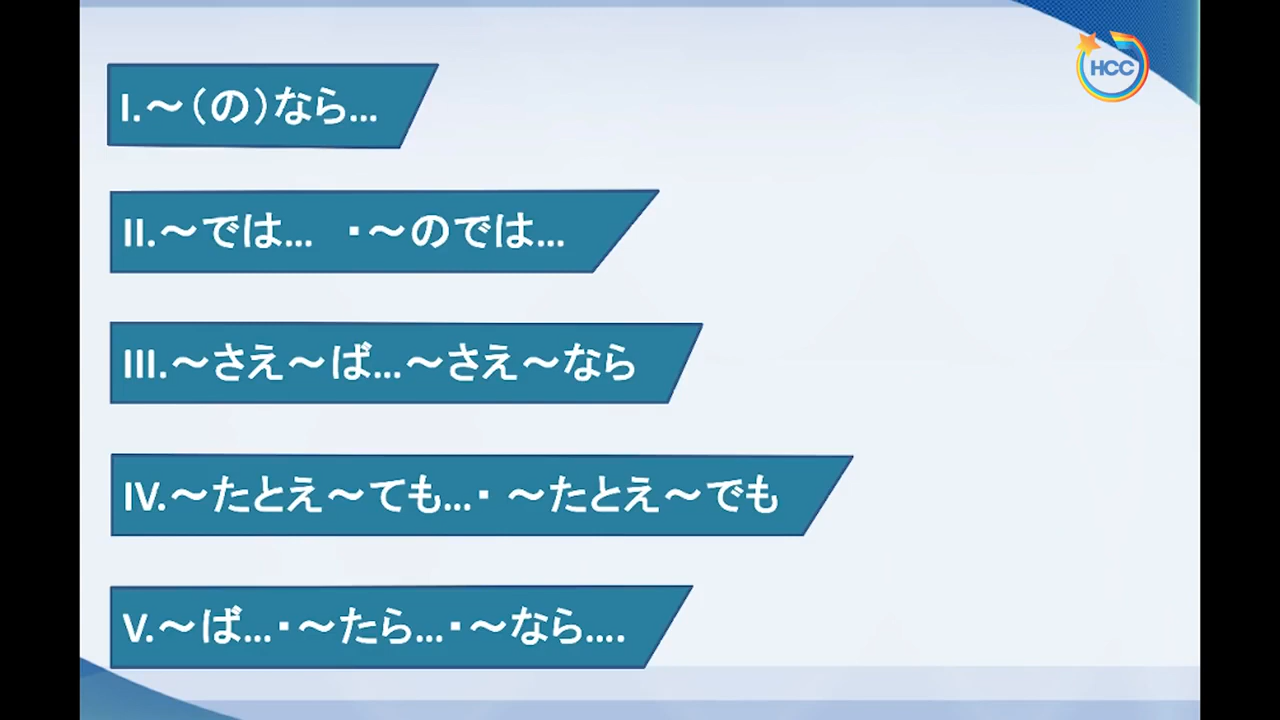 HCC
I.～（の）なら...
II.～では...　・～のでは...
III.～さえ～ば...～さえ～なら
IV.～たとえ～ても...・ ～たとえ～でも
V.～ば...・～たら...・～なら....